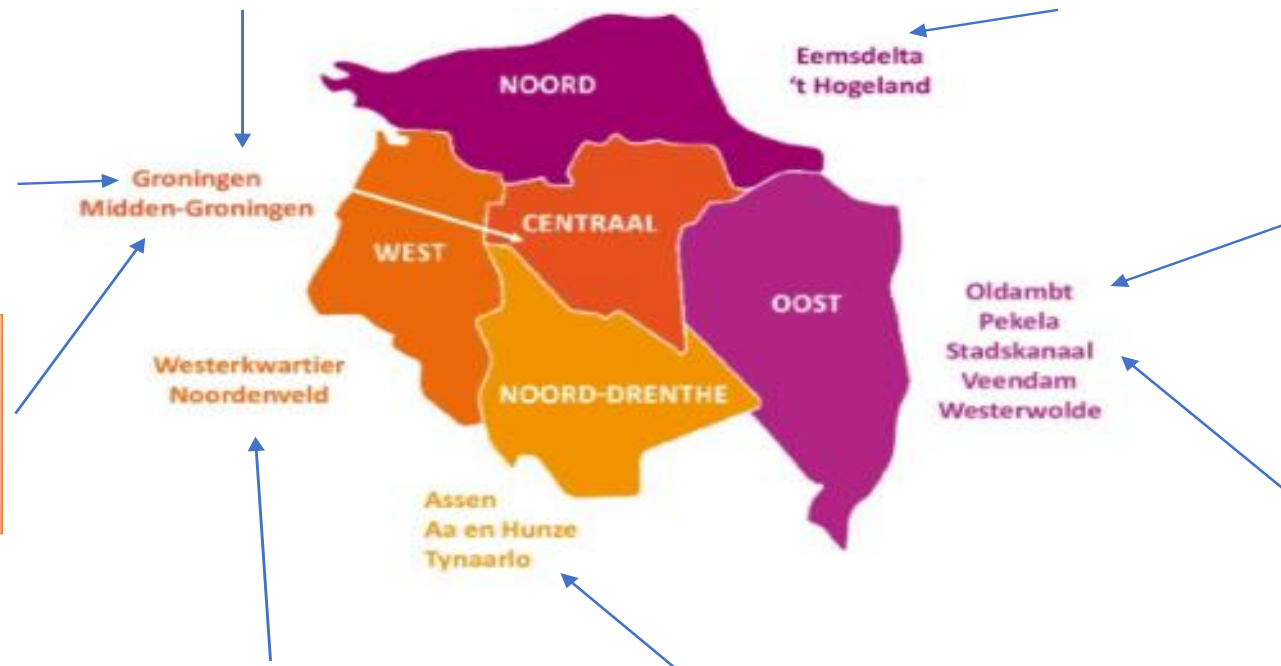 NOORD
Eemsdelta
‘t Hogeland
Groningen
Midden-Groningen
CENTRAAL
WEST
OOST
Oldambt
Pekela
Stadskanaal
Veendam
Westerwolde
Westerkwartier
Noordenveld
NOORD-DRENTHE
Assen
Aa en Hunze
Tynaarlo